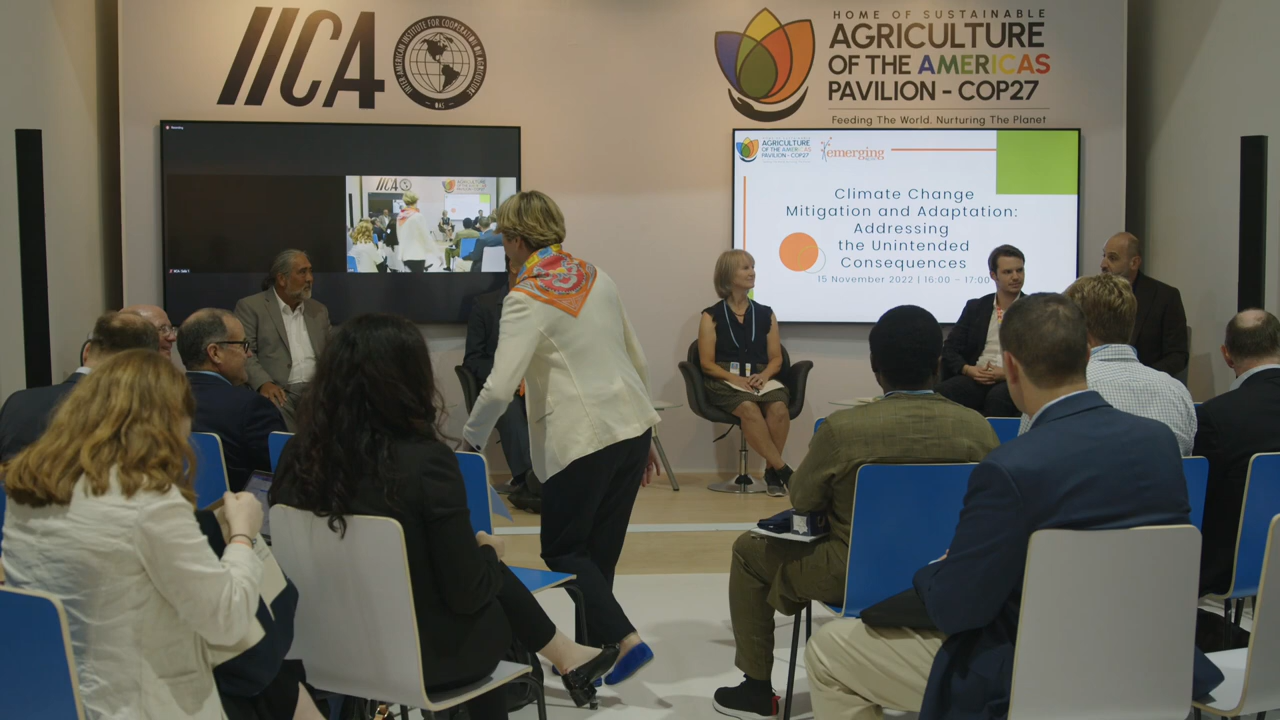 IICA
INTER-AMERICAN INSTITUTE FOR COOPERATION ON AGRICULTURE
OAS
HOME OF SUSTAINABLE
AGRICULTURE
OF THE AMERICAS
PAVILION - COP27
Feeding The World. Nurturing The Planet
AGRICULTURE
OF THE AMERICAS
PAVILION - COP27
emerging
Climate Change
Mitigation and Adaptation:
Addressing
the Unintended
Consequences
15 November 2022 | 16:00 - 17:00
IICA